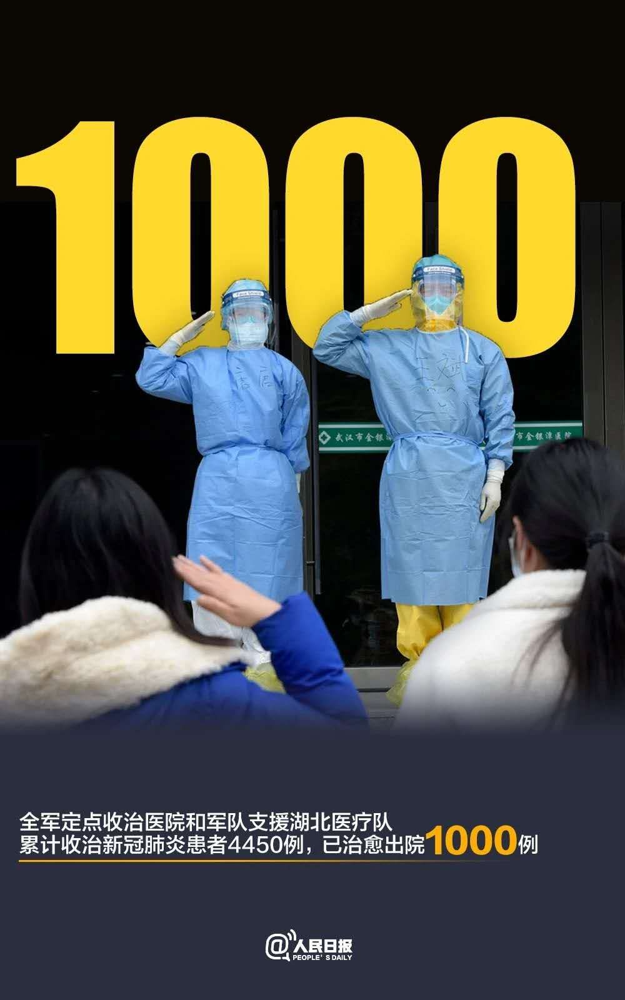 1000
Face Shield
Face Shield
王斌
武汉市金银
市金银潭医院
全军定点收治医院和军队支援湖北医疗队
累计收治新冠肺炎患者4450例，已治愈出院1000例
@人民日报
PEOPLE'S DAILY